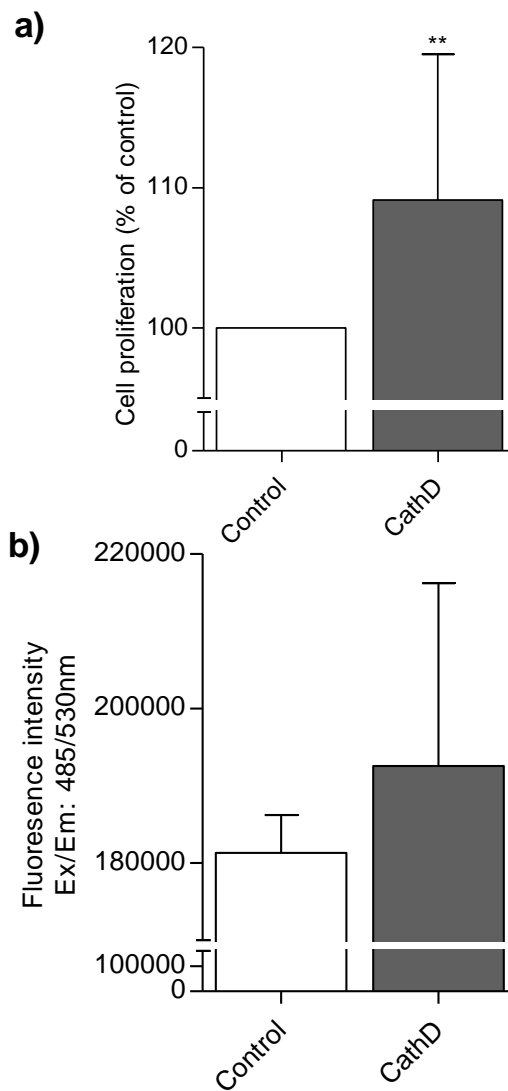 a)
Cell proliferation (% of control)
120
**
110
100
0
Control
CathD
b)
Fluoresence intensity
Ex/Em: 485/530nm
220000
200000
180000
100000
0
Control
CathD